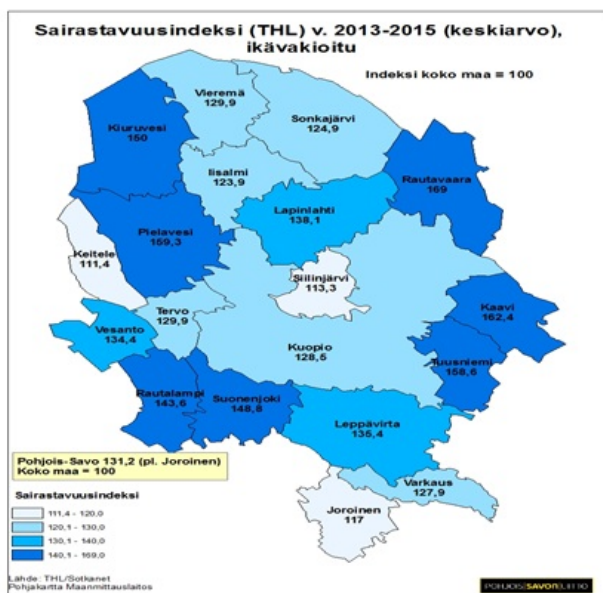 Sairastavuusindeksi (THL) v. 2013-2015 (keskiarvo),
ikävakioitu
Indeksi koko maa = 100
Vieremä
129,9
Sonkajärvi
124,9
Kiuruvesi
150
Iisalmi
123,9
Rautavaara
169
Lapinlahti
138,1
Pielavesi
159,3
Keitele
111,4
Siilinjärvi
113,3
Kaavi
162,4
Tervo
129,9
Vesanto
134,4
Kuopio
128,5
Tuusniemi
158,6
Rautalampi
143,6
Suonenjoki
148,8
Leppävirta
135,4
Pohjois-Savo 131,2 (pl. Joroinen)
Koko maa = 100
Varkaus
127,9
Joroinen
117
Sairastavuusindeksi
111,4 - 120,0
120,1 - 130,0
130,1 - 140,0
140,1 - 169,0
Lähde: THL/Sotkanet
Pohjakartta Maanmittauslaitos
POHJOISSAVONLIITTO